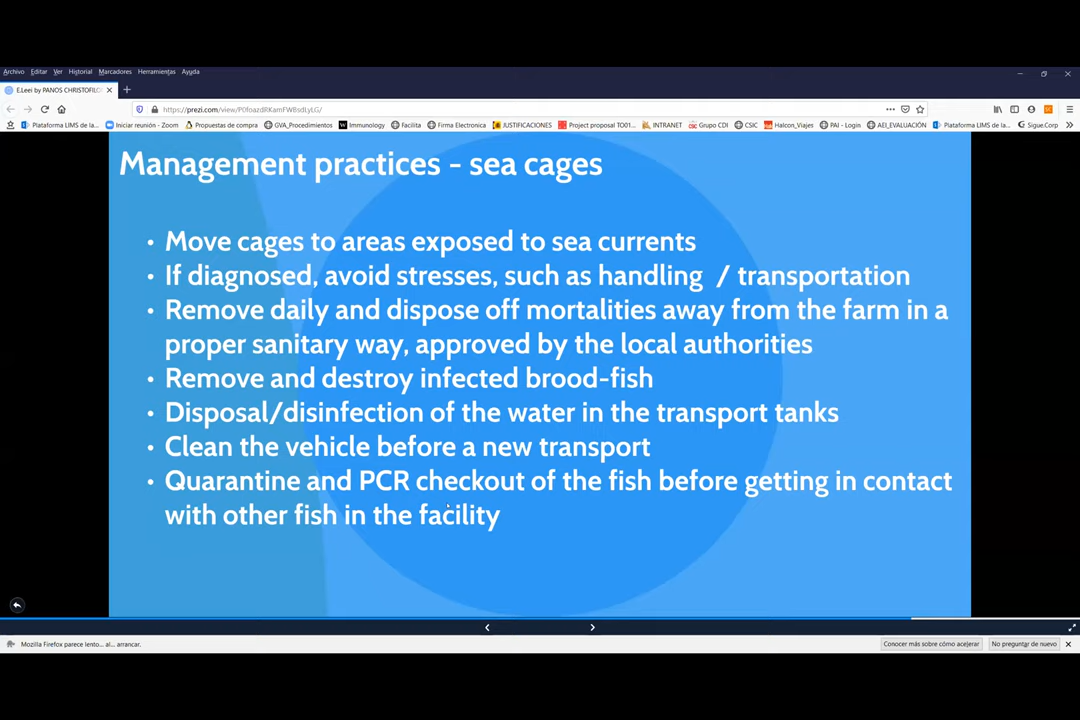 Archivo Editar Ver Historial Marcadores Herramientas Ayuda
E.Leei by PANOS CHRISTOFILO
https://prezi.com/view/
Plataforma LIMS de la... Iniciar reunión - Zoom Propuestas de compra GVA_Procedimientos Immunology Facilita Firma Electronica JUSTIFICACIONES Project proposal TO01... INTRANET Grupo CDI CSIC Halcon_Viajes PAI - Login AEI_EVALUACIÓN Plataforma LIMS de la... Sigue.Corp
Management practices - sea cages
• Move cages to areas exposed to sea currents
• If diagnosed, avoid stresses, such as handling / transportation
• Remove daily and dispose off mortalities away from the farm in a
proper sanitary way, approved by the local authorities
• Remove and destroy infected brood-fish
• Disposal/disinfection of the water in the transport tanks
• Clean the vehicle before a new transport
• Quarantine and PCR checkout of the fish before getting in contact
with other fish in the facility
Mozilla Firefox parece lento... al... arrancar.
Conocer más sobre cómo acelerar
No preguntar de nuevo